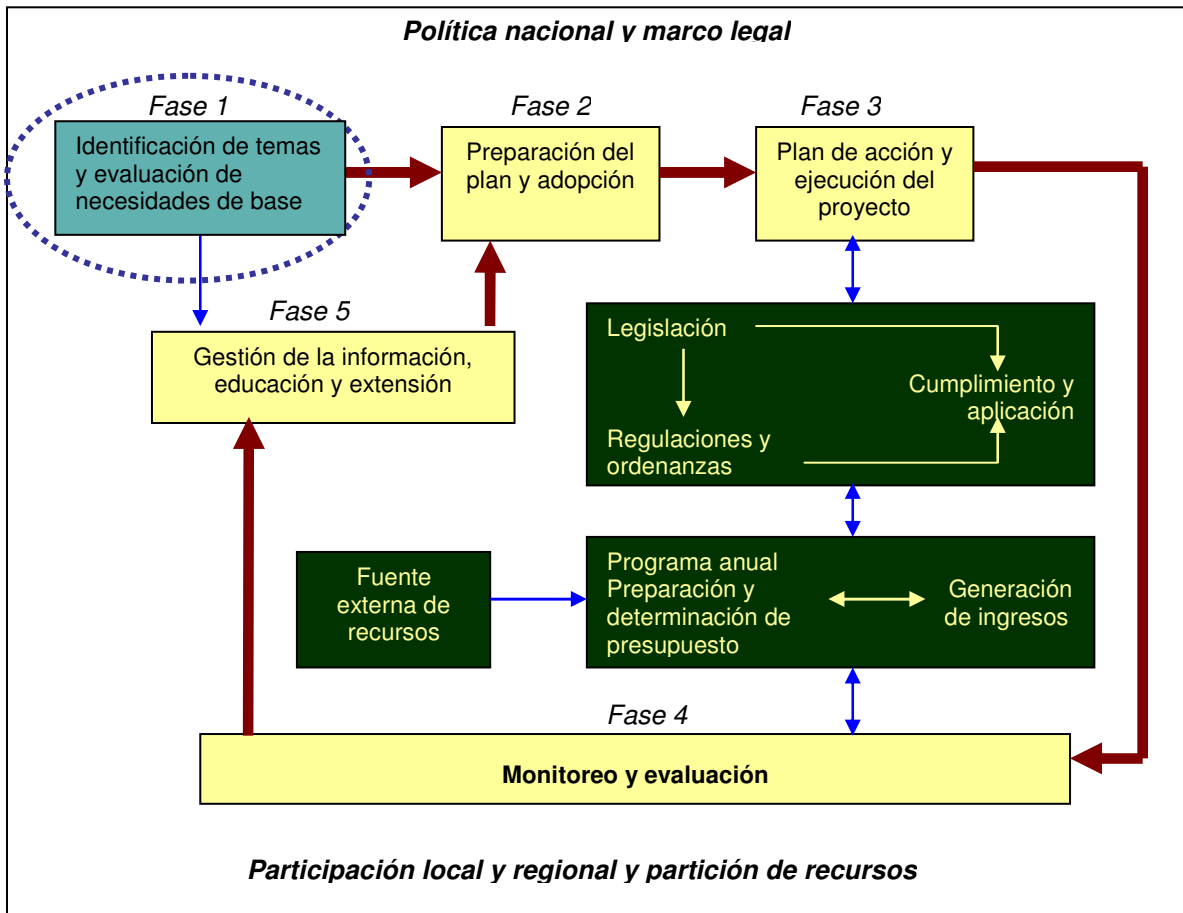 Política nacional y marco legal
Fase 1
Identificación de temas
y evaluación de
necesidades de base
Fase 2
Preparación del
plan y adopción
Fase 3
Plan de acción y
ejecución del
proyecto
Fase 5
Gestión de la información,
educación y extensión
Legislación
Cumplimiento y
aplicación
Regulaciones y
ordenanzas
Fuente
externa de
recursos
Programa anual
Preparación y
determinación de
presupuesto
Generación
de ingresos
Fase 4
Monitoreo y evaluación
Participación local y regional y partición de recursos